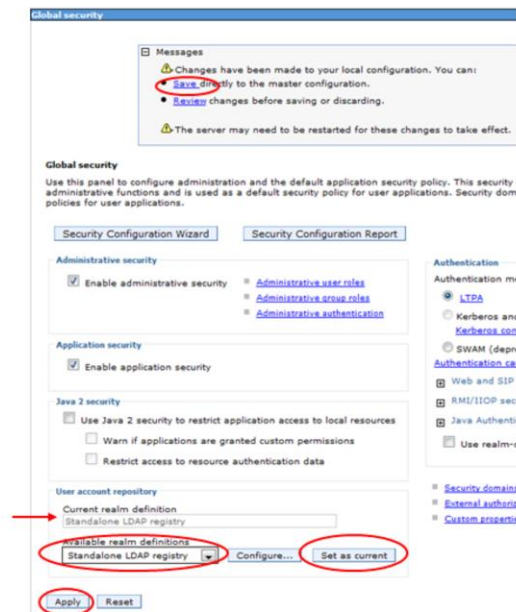 Global security
Messages
Changes have been made to your local configuration. You can:
Save directly to the master configuration.
Review changes before saving or discarding.
The server may need to be restarted for these changes to take effect.
Global security
Use this panel to configure administration and the default application security policy. This security
administrative functions and is used as a default security policy for user applications. Security dom
policies for user applications.
Security Configuration Wizard Security Configuration Report
Administrative security
Enable administrative security
Administrative user roles
Administrative group roles
Administrative authentication
Application security
Enable application security
Java 2 security
Use Java 2 security to restrict application access to local resources
Warn if applications are granted custom permissions
Restrict access to resource authentication data
User account repository
Current realm definition
Standalone LDAP registry
Available realm definitions
Standalone LDAP registry Configure... Set as current
Apply Reset
Authentication
Authentication me
LTPA
Kerberos and
Kerberos con
SWAM (depre
Authentication ca
Web and SIP
RMI/IIOP sec
Java Authenti
Use realm-
Security domains
External authoriz
Custom properti